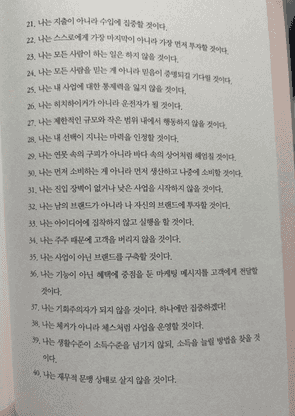 21. 나는 지출이 아니라 수입에 집중할 것이다.
22. 나는 스스로에게 가장 마지막이 아니라 가장 먼저 투자할 것이다.
23. 나는 모든 사람이 하는 일은 하지 않을 것이다.
24. 나는 모든 사람을 믿는 게 아니라 믿음이 증명되길 기다릴 것이다.
25. 나는 내 사업에 대한 통제력을 잃지 않을 것이다.
26. 나는 히치하이커가 아니라 운전자가 될 것이다.
27. 나는 제한적인 규모와 작은 범위 내에서 행동하지 않을 것이다.
28. 나는 내 선택이 지니는 마력을 인정할 것이다.
29. 나는 연못 속의 구피가 아니라 바다 속의 상어처럼 헤엄칠 것이다.
30. 나는 먼저 소비하는 게 아니라 먼저 생산하고 나중에 소비할 것이다.
31. 나는 진입 장벽이 없거나 낮은 사업을 시작하지 않을 것이다.
32. 나는 남의 브랜드가 아니라 나 자신의 브랜드에 투자할 것이다.
33. 나는 아이디어에 집착하지 않고 실행을 할 것이다.
34. 나는 주주 때문에 고객을 버리지 않을 것이다.
35. 나는 사업이 아닌 브랜드를 구축할 것이다.
36. 나는 기능이 아닌 혜택에 중점을 둔 마케팅 메시지를 고객에게 전달할
것이다.
37. 나는 기회주의자가 되지 않을 것이다. 하나에만 집중하겠다!
38. 나는 체커가 아니라 체스처럼 사업을 운영할 것이다.
39. 나는 생활수준이 소득수준을 넘기지 않되, 소득을 늘릴 방법을 찾을 것
이다.
40. 나는 재무적 문맹 상태로 살지 않을 것이다.